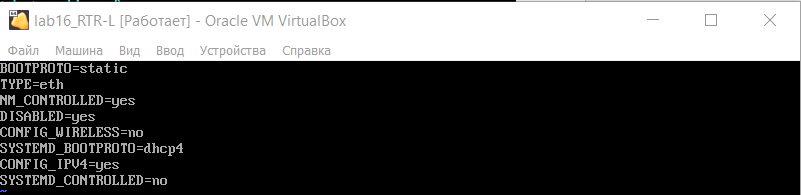 lab16_RTR-L [Работает] - Oracle VM VirtualBox
Файл Машина Вид Ввод Устройства Справка
BOOTPROTO=static
TYPE=eth
NM_CONTROLLED=yes
DISABLED=yes
CONFIG_WIRELESS=no
SYSTEMD_BOOTPROTO=dhcp4
CONFIG_IPV4=yes
SYSTEMD_CONTROLLED=no
~